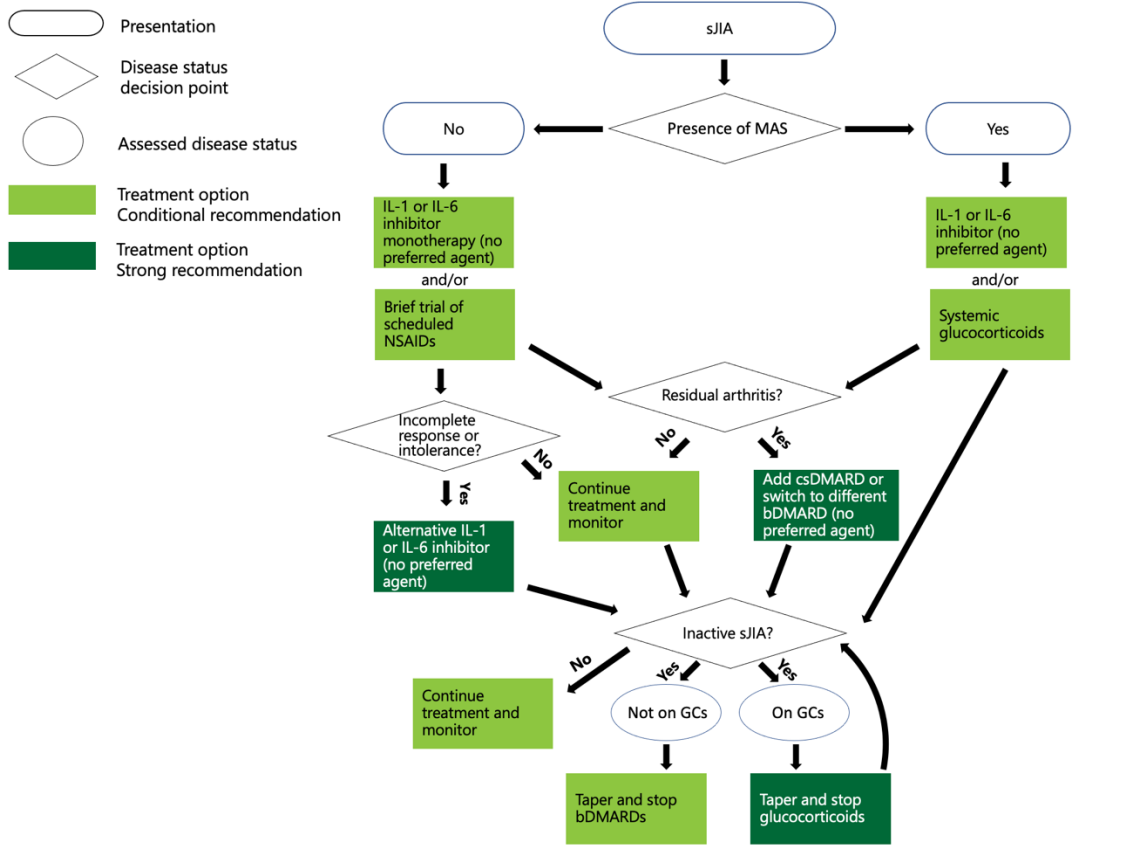 Presentation
Disease status
decision point
Assessed disease status
Treatment option
Conditional recommendation
Treatment option
Strong recommendation
sJIA
Presence of MAS
No
Yes
IL-1 or IL-6
inhibitor
monotherapy (no
preferred agent)
and/or
Brief trial of
scheduled
NSAIDs
IL-1 or IL-6
inhibitor (no
preferred agent)
and/or
Systemic
glucocorticoids
Residual arthritis?
No
Yes
Incomplete
response or
intolerance?
No
Yes
Continue
treatment and
monitor
Add csDMARD or
switch to different
bDMARD (no
preferred agent)
Alternative IL-1
or IL-6 inhibitor
(no preferred
agent)
Inactive sJIA?
No
Yes
Yes
Continue
treatment and
monitor
Not on GCs
On GCs
Taper and stop
bDMARDs
Taper and stop
glucocorticoids